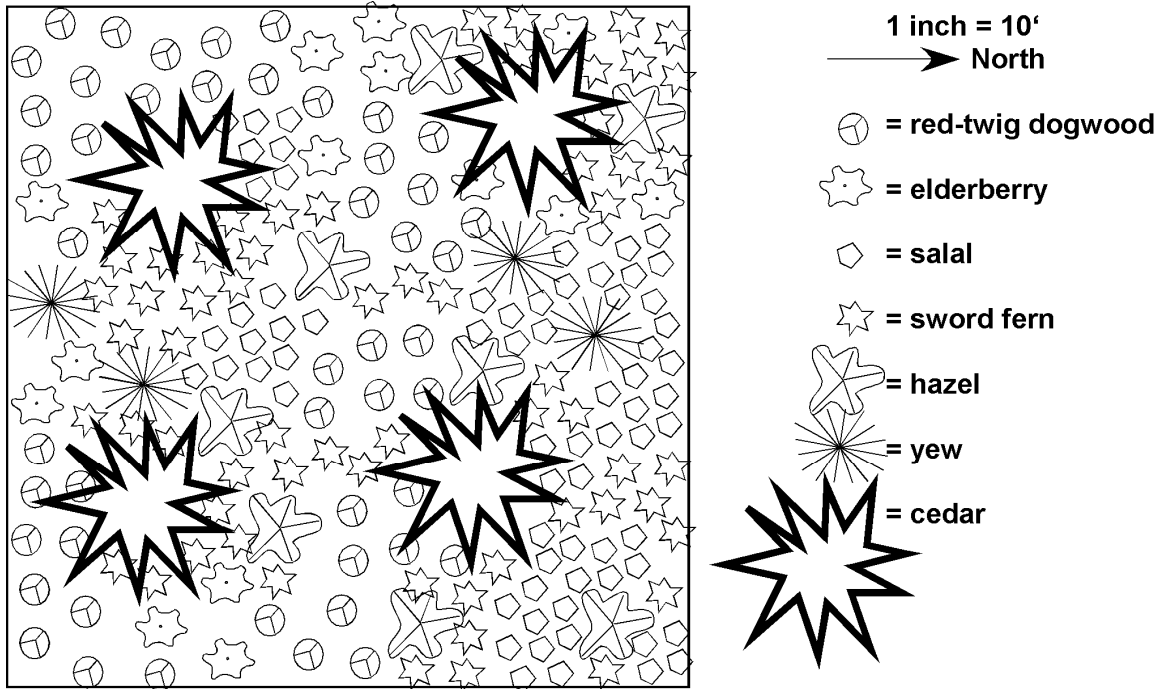 1 inch = 10‘
North
= red-twig dogwood
= elderberry
= salal
= sword fern
= hazel
= yew
= cedar